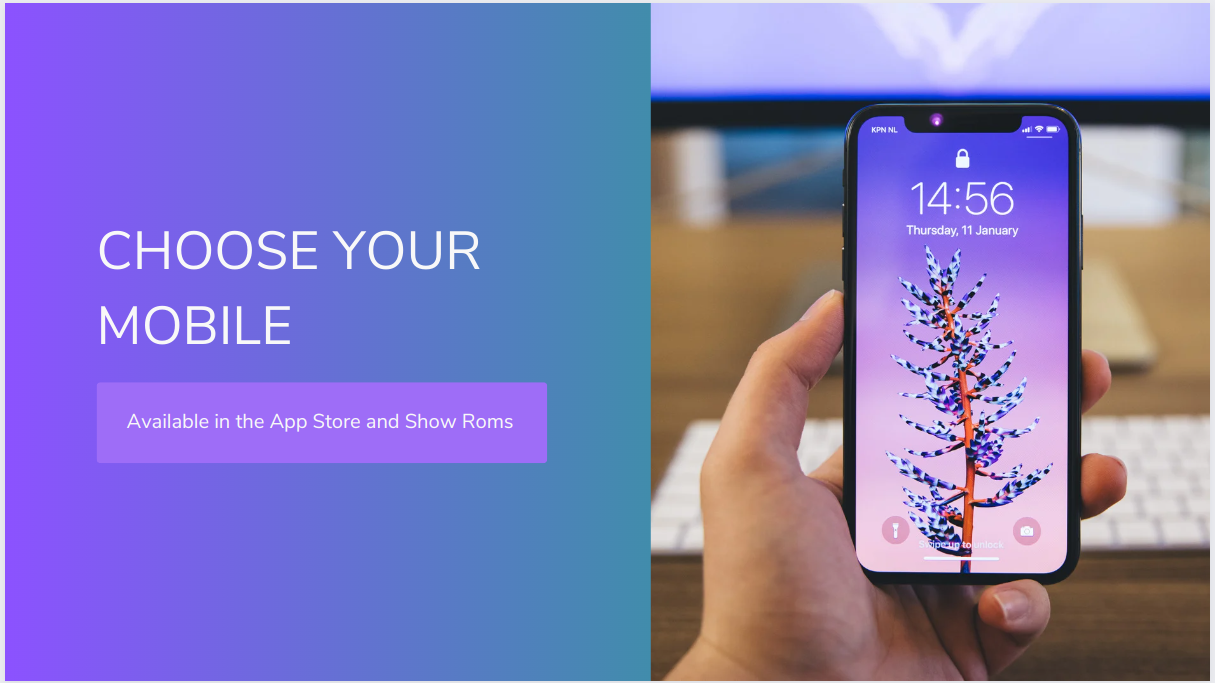 CHOOSE YOUR
MOBILE
Available in the App Store and Show Roms
KPN NL
14:56
Thursday, 11 January
Swipe up to unlock